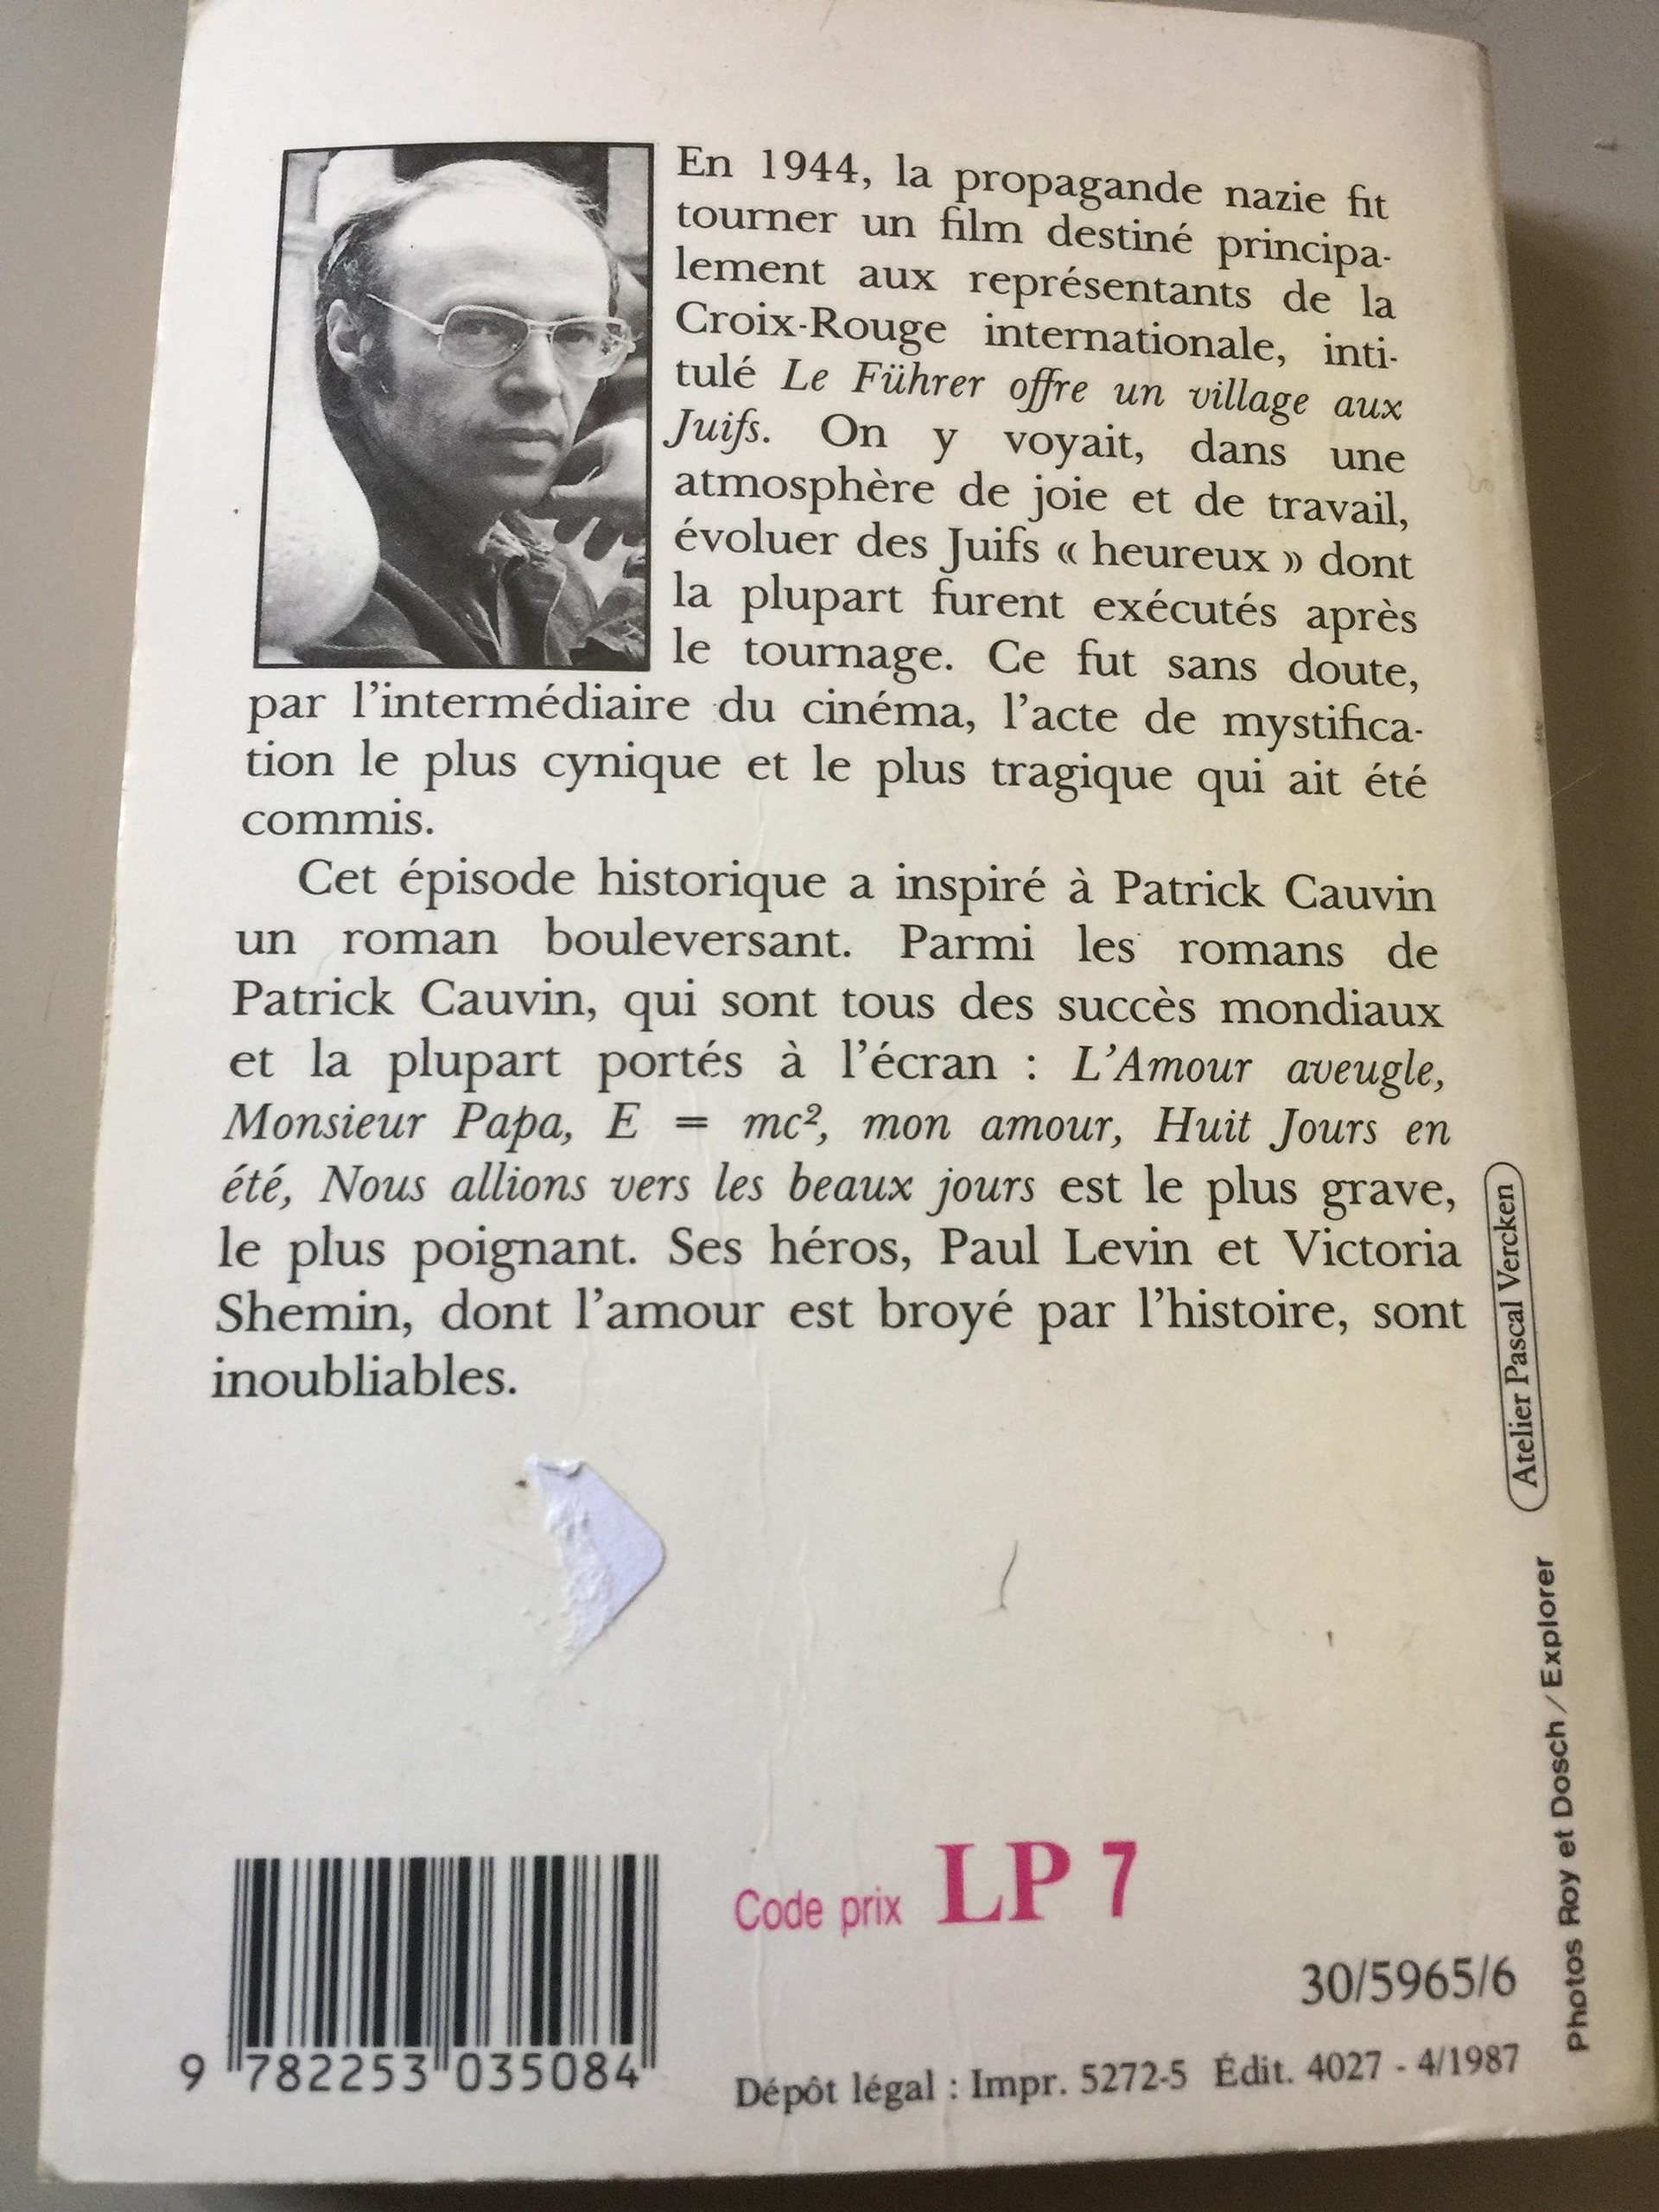 En 1944, la propagande nazie fit
tourner un film destiné principa-
lement aux représentants de la
Croix-Rouge internationale, inti-
tulé Le Führer offre un village aux
Juifs. On y voyait, dans une
atmosphère de joie et de travail,
évoluer des Juifs « heureux » dont
la plupart furent exécutés après
le tournage. Ce fut sans doute,
par l'intermédiaire du cinéma, l'acte de mystifica-
tion le plus cynique et le plus tragique qui ait été
commis.
Cet épisode historique a inspiré à Patrick Cauvin
un roman bouleversant. Parmi les romans de
Patrick Cauvin, qui sont tous des succès mondiaux
et la plupart portés à l'écran : L'Amour aveugle,
Monsieur Papa, E = mc², mon amour, Huit Jours en
été, Nous allions vers les beaux jours est le plus grave,
le plus poignant. Ses héros, Paul Levin et Victoria
Shemin, dont l'amour est broyé par l'histoire, sont
inoubliables.
Atelier Pascal Vercken
Photos Roy et Dosch / Explorer
Code prix LP 7
30/5965/6
9 782253 035084
Dépôt légal : Impr. 5272-5 Édit. 4027 - 4/1987